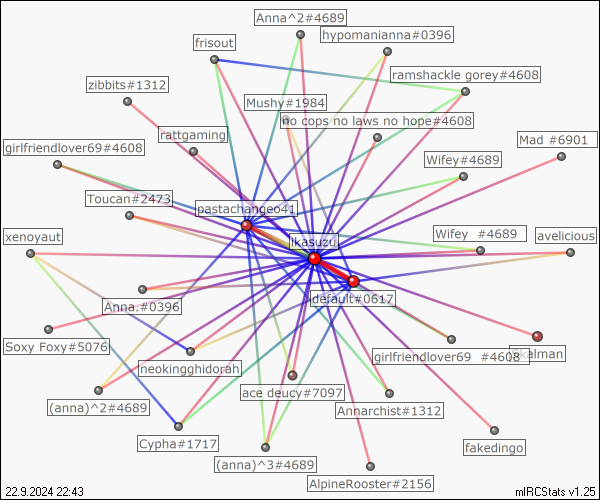 Anna^2#4689
hypomanianna#0396
frisout
ramshackle gorey#4608
zibbits#1312
Mushy#1984
no cops no laws no hope#4608
rattgaming
Mad #6901
girlfriendlover69#4608
Wifey#4689
Toucan#2473
pastachangeo41
xenoyaut
ikasuzu
Wifey #4689
avelicious
Anna.#0396
default#0617
Soxy Foxy#5076
girlfriendlover69 #4608
kalman
neokingghidorah
ace deucy#7097
(anna)^2#4689
Annarchist#1312
Cypha#1717
fakedingo
(anna)^3#4689
AlpineRooster#2156
22.9.2024 22:43
mIRCStats v1.25